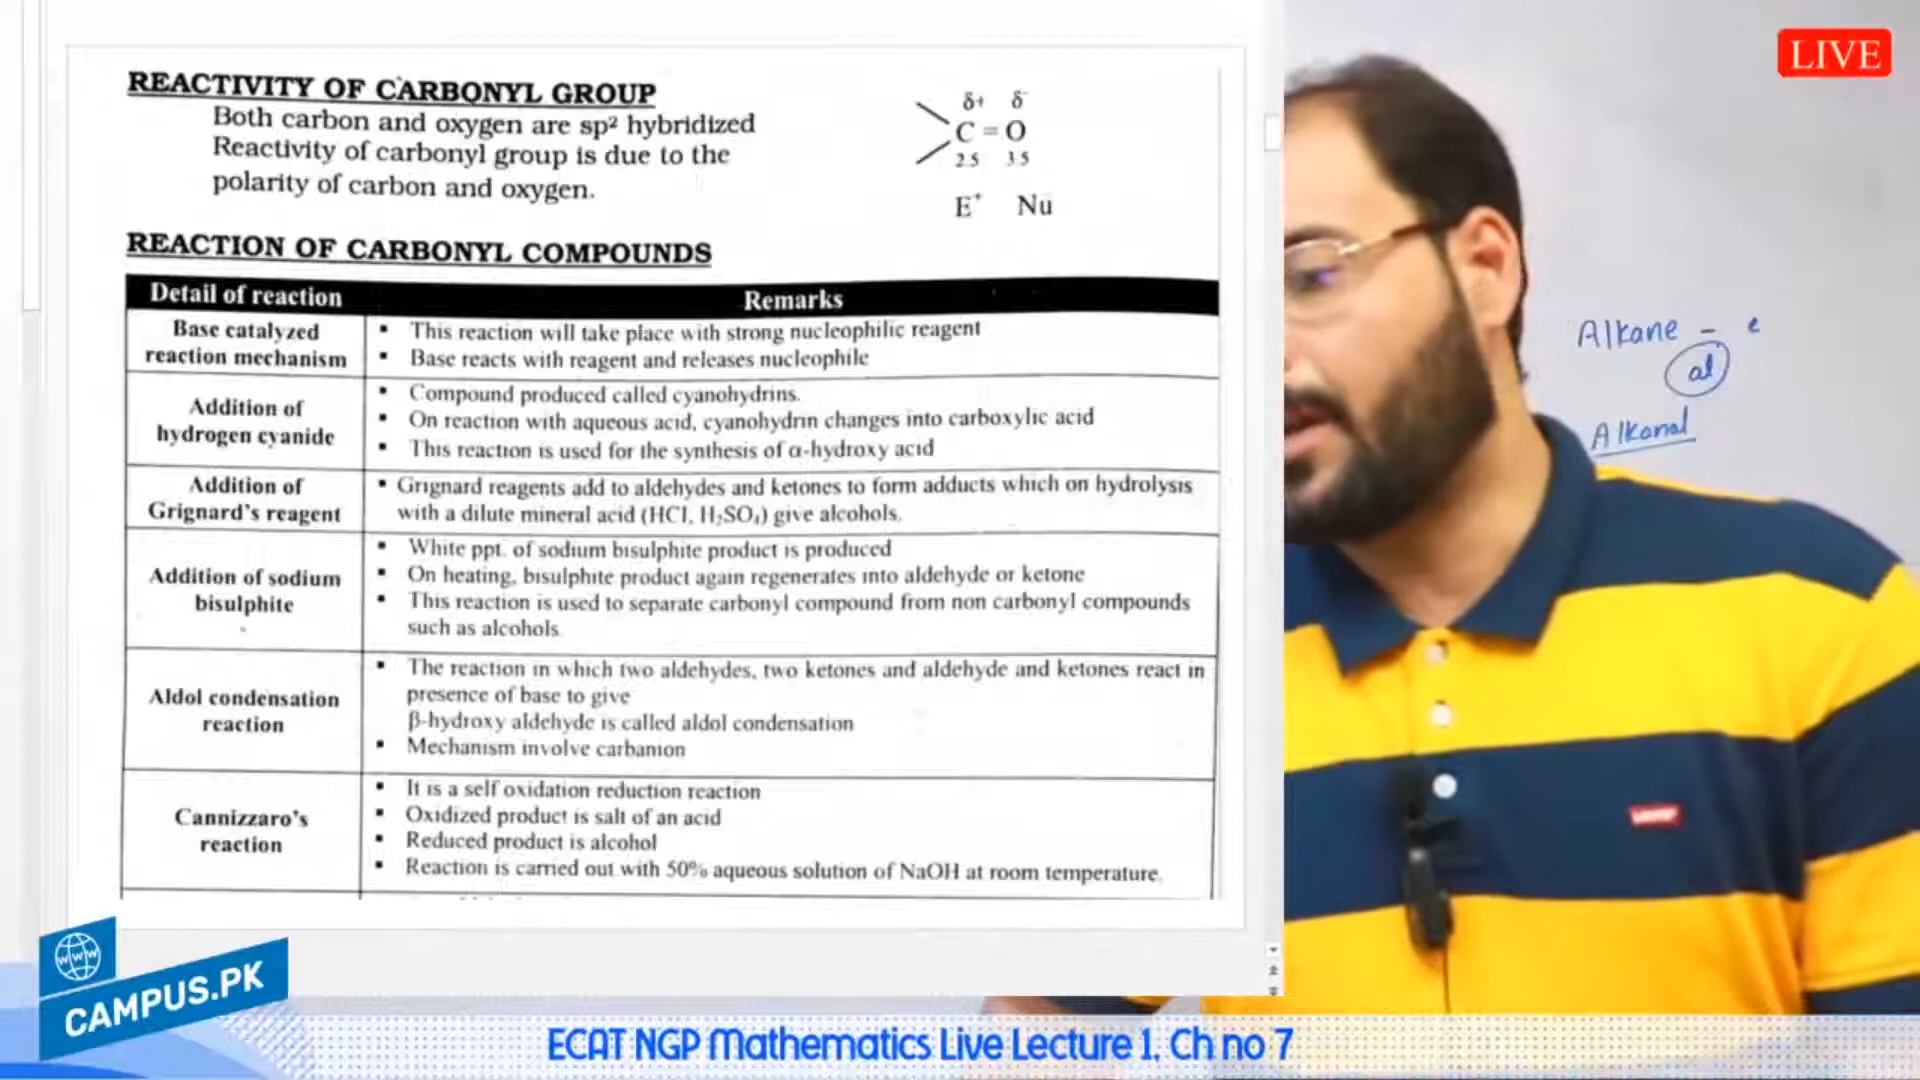 LIVE
REACTIVITY OF CARBONYL GROUP
Both carbon and oxygen are sp² hybridized
Reactivity of carbonyl group is due to the
polarity of carbon and oxygen.
δ+ δ-
C = O
2.5 3.5
E+ Nu
REACTION OF CARBONYL COMPOUNDS
Detail of reaction Remarks
Base catalyzed
reaction mechanism
▪ This reaction will take place with strong nucleophilic reagent
▪ Base reacts with reagent and releases nucleophile
Addition of
hydrogen cyanide
▪ Compound produced called cyanohydrins.
▪ On reaction with aqueous acid, cyanohydrin changes into carboxylic acid
▪ This reaction is used for the synthesis of α-hydroxy acid
Addition of
Grignard's reagent
▪ Grignard reagents add to aldehydes and ketones to form adducts which on hydrolysis
with a dilute mineral acid (HCl, H₂SO₄) give alcohols.
Addition of sodium
bisulphite
▪ White ppt. of sodium bisulphite product is produced
▪ On heating, bisulphite product again regenerates into aldehyde or ketone
▪ This reaction is used to separate carbonyl compound from non carbonyl compounds
such as alcohols.
Aldol condensation
reaction
▪ The reaction in which two aldehydes, two ketones and aldehyde and ketones react in
presence of base to give
β-hydroxy aldehyde is called aldol condensation
▪ Mechanism involve carbanion
Cannizzaro's
reaction
▪ It is a self oxidation reduction reaction
▪ Oxidized product is salt of an acid
▪ Reduced product is alcohol
▪ Reaction is carried out with 50% aqueous solution of NaOH at room temperature.
Alkane - e
al
Alkanal
www
CAMPUS.PK
ECAT NGP Mathematics Live Lecture 1, Ch no 7